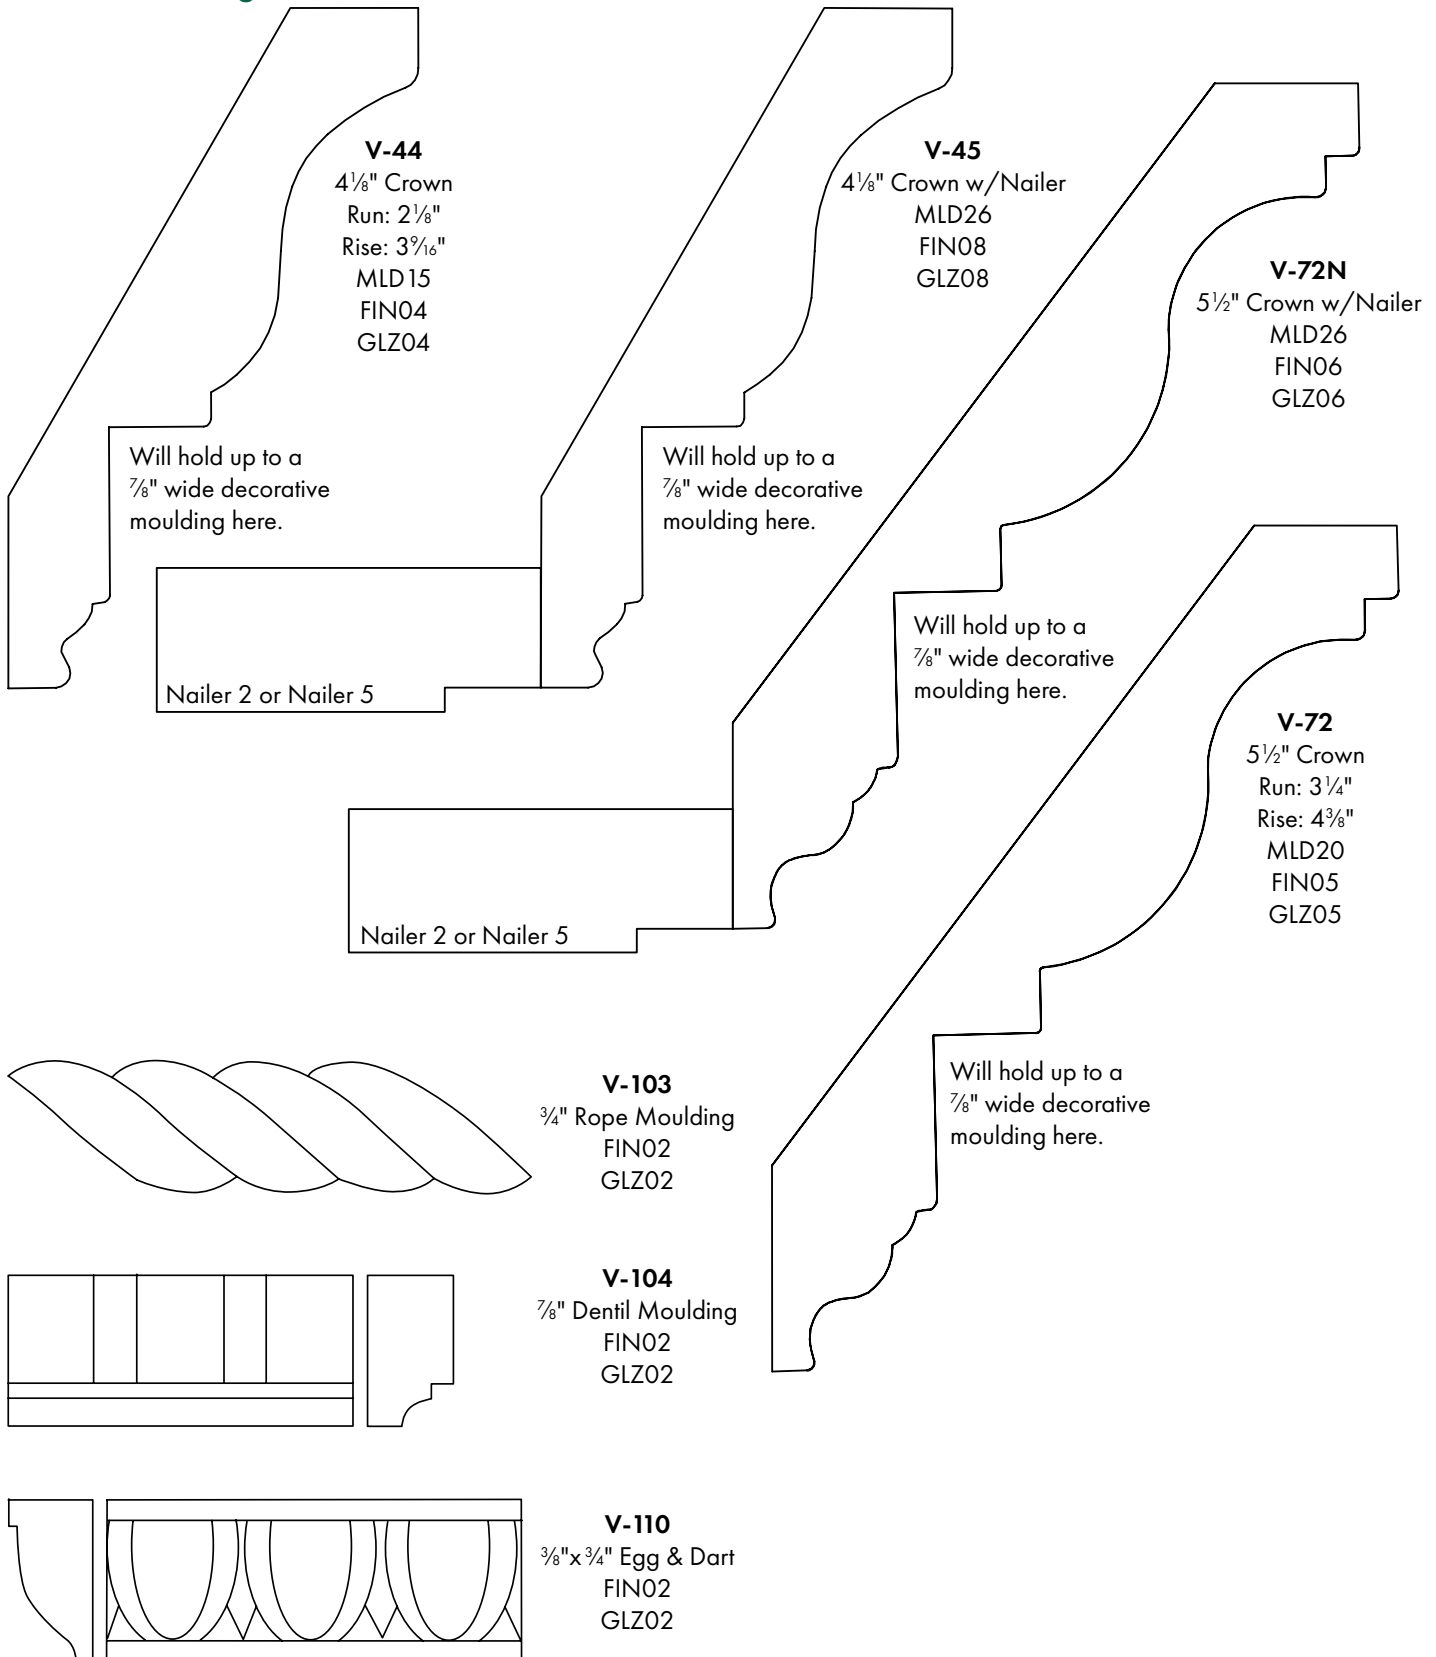 V-44
4⅛" Crown
Run: 2⅛"
Rise: 3⁹⁄₁₆"
MLD15
FIN04
GLZ04
Will hold up to a
⅞" wide decorative
moulding here.
V-45
4⅛" Crown w/Nailer
MLD26
FIN08
GLZ08
Will hold up to a
⅞" wide decorative
moulding here.
Nailer 2 or Nailer 5
V-72N
5½" Crown w/Nailer
MLD26
FIN06
GLZ06
Will hold up to a
⅞" wide decorative
moulding here.
Nailer 2 or Nailer 5
V-72
5½" Crown
Run: 3¼"
Rise: 4⅜"
MLD20
FIN05
GLZ05
Will hold up to a
⅞" wide decorative
moulding here.
V-103
¾" Rope Moulding
FIN02
GLZ02
V-104
⅞" Dentil Moulding
FIN02
GLZ02
V-110
⅜"x¾" Egg & Dart
FIN02
GLZ02